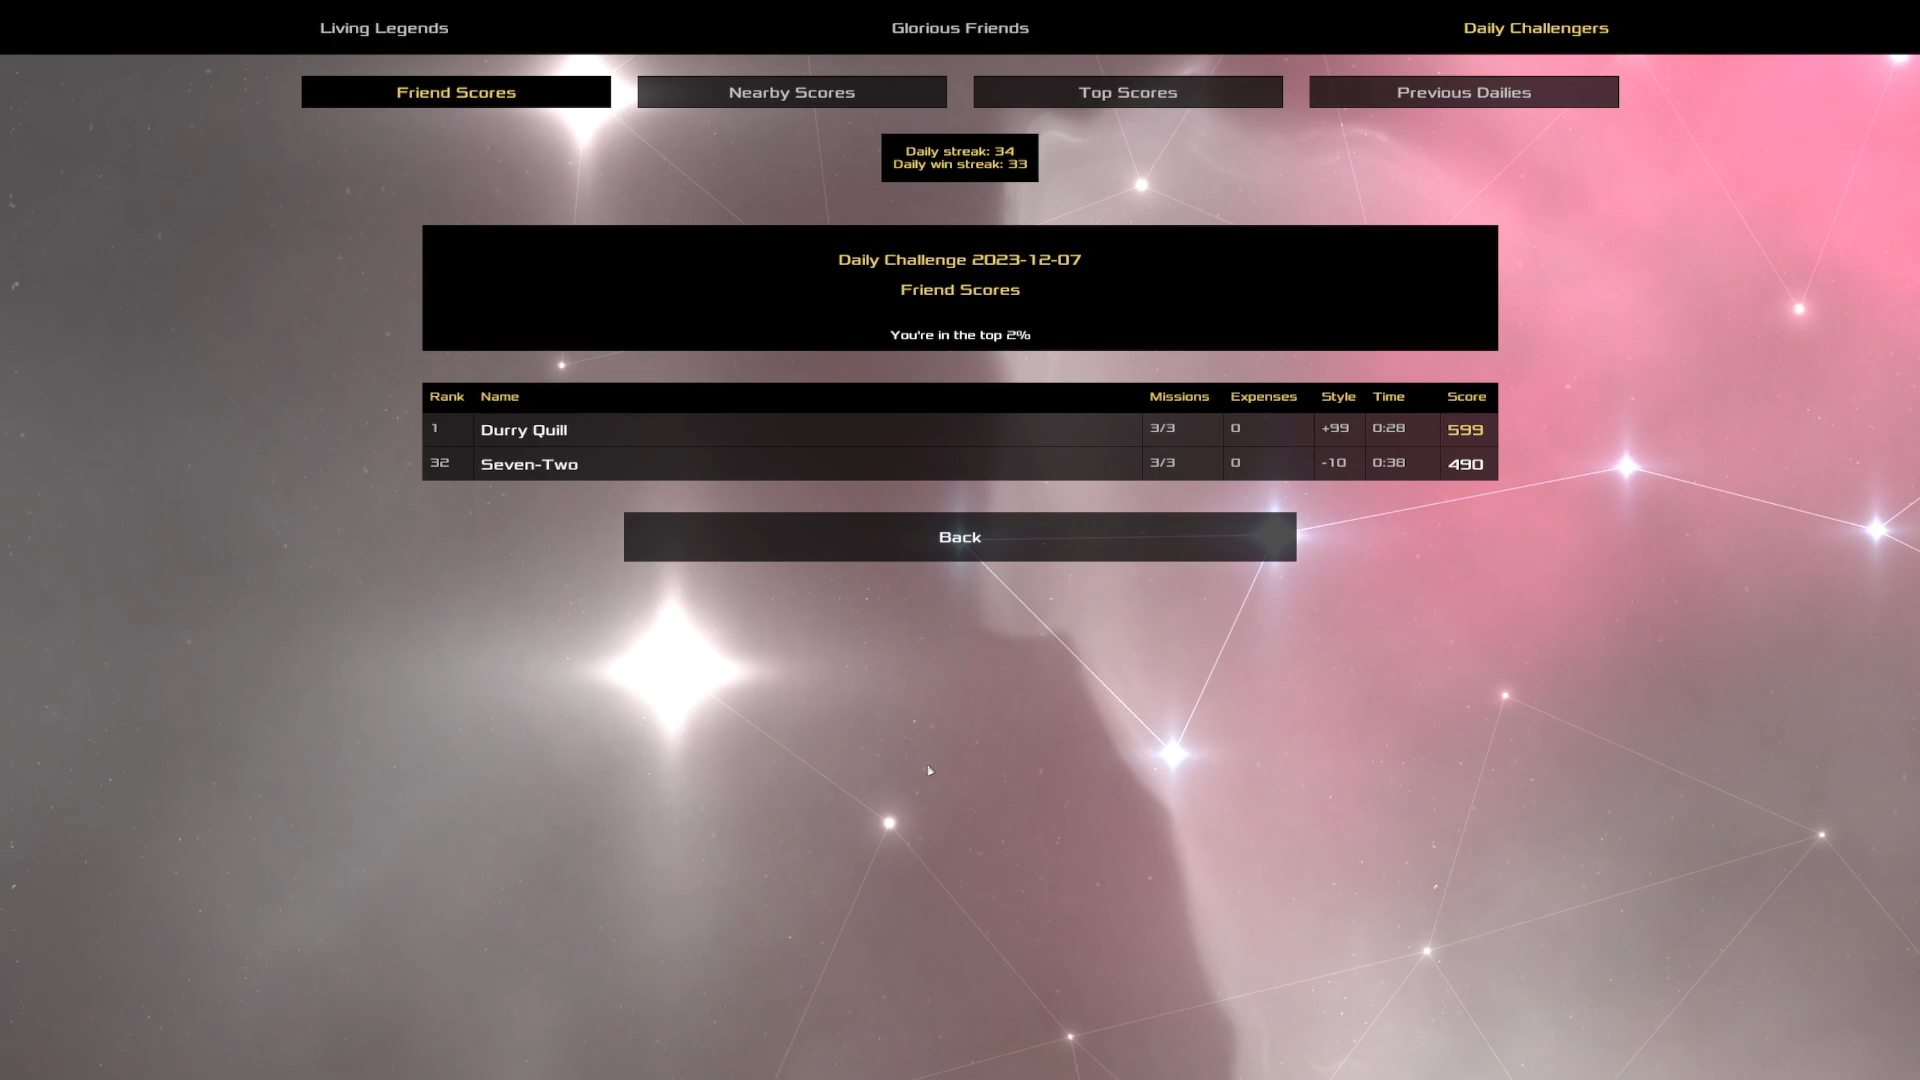 Living Legends Glorious Friends Daily Challengers
Friend Scores Nearby Scores Top Scores Previous Dailies
Daily streak: 34
Daily win streak: 33
Daily Challenge 2023-12-07
Friend Scores
You're in the top 2%
Rank Name Missions Expenses Style Time Score
1 Durry Quill 3/3 0 +99 0:28 599
32 Seven-Two 3/3 0 -10 0:38 490
Back